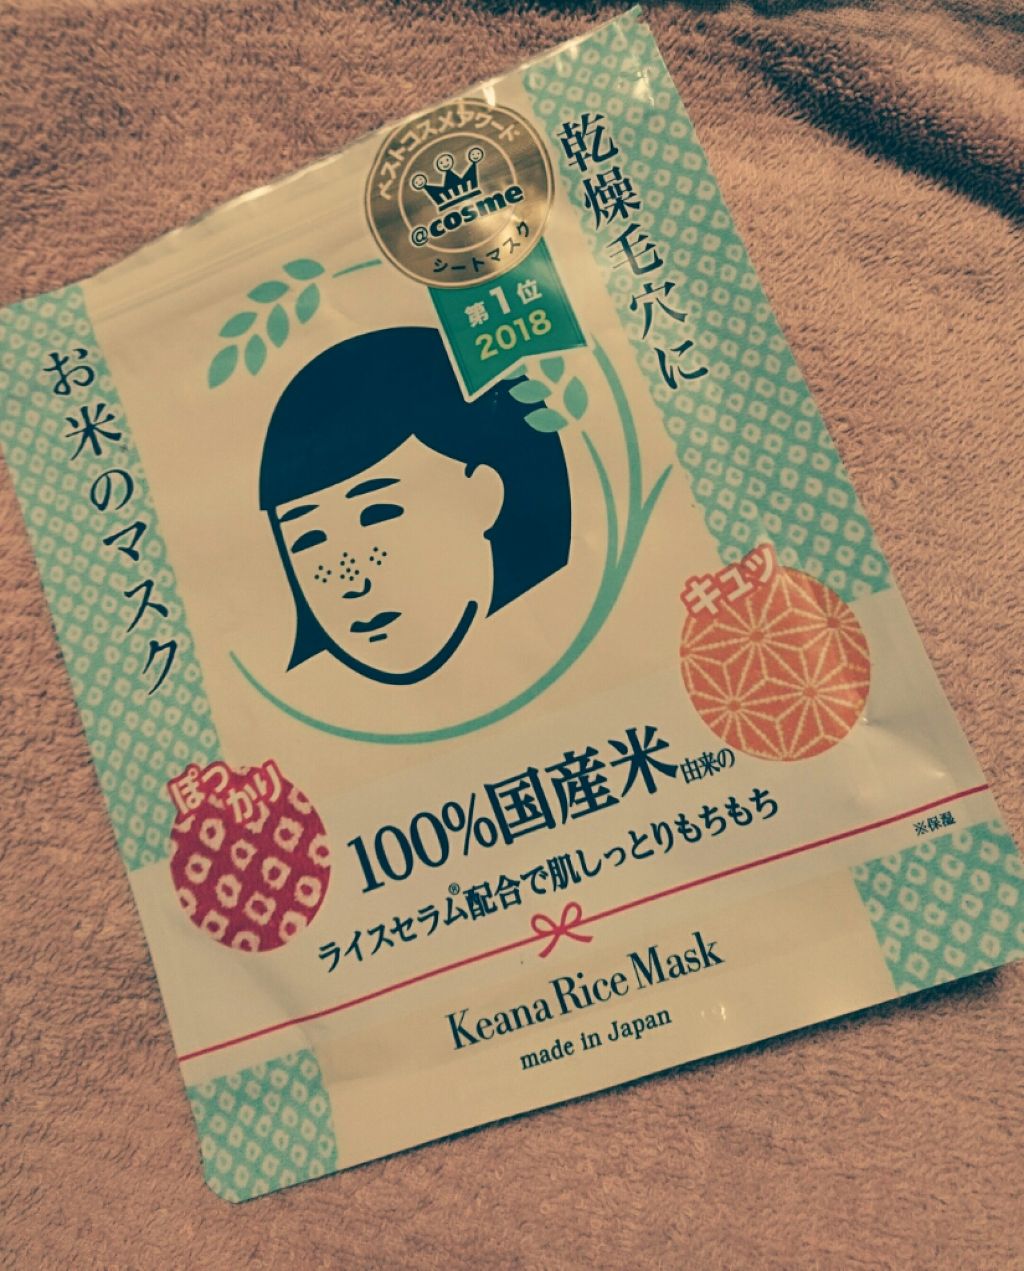 ベストコスメアワード
@cosme
シートマスク
第1位
2018
乾燥毛穴に
お米のマスク
キュッ
ぽっかり
100%国産米由来の
ライスセラム®配合で肌しっとりもちもち
※保湿
Keana Rice Mask
made in Japan